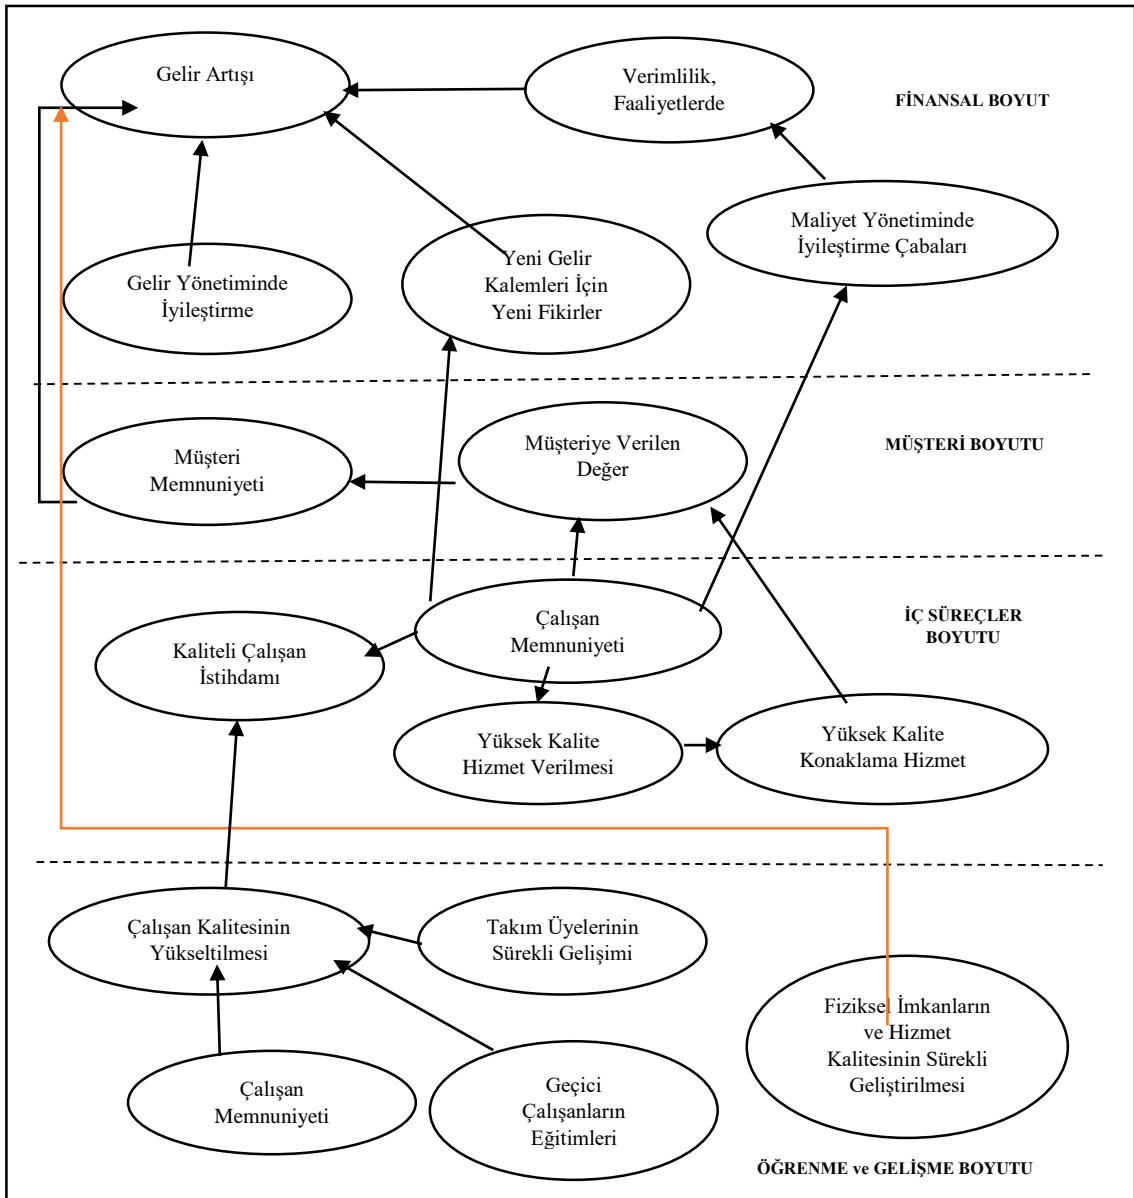 Gelir Artışı
Verimlilik,
Faaliyetlerde
FİNANSAL BOYUT
Maliyet Yönetiminde
İyileştirme Çabaları
Gelir Yönetiminde
İyileştirme
Yeni Gelir
Kalemleri İçin
Yeni Fikirler
Müşteri
Memnuniyeti
Müşteriye Verilen
Değer
MÜŞTERİ BOYUTU
Kaliteli Çalışan
İstihdamı
Çalışan
Memnuniyeti
İÇ SÜREÇLER
BOYUTU
Yüksek Kalite
Hizmet Verilmesi
Yüksek Kalite
Konaklama Hizmet
Çalışan Kalitesinin
Yükseltilmesi
Takım Üyelerinin
Sürekli Gelişimi
Fiziksel İmkanların
ve Hizmet
Kalitesinin Sürekli
Geliştirilmesi
Çalışan
Memnuniyeti
Geçici
Çalışanların
Eğitimleri
ÖĞRENME ve GELİŞME BOYUTU